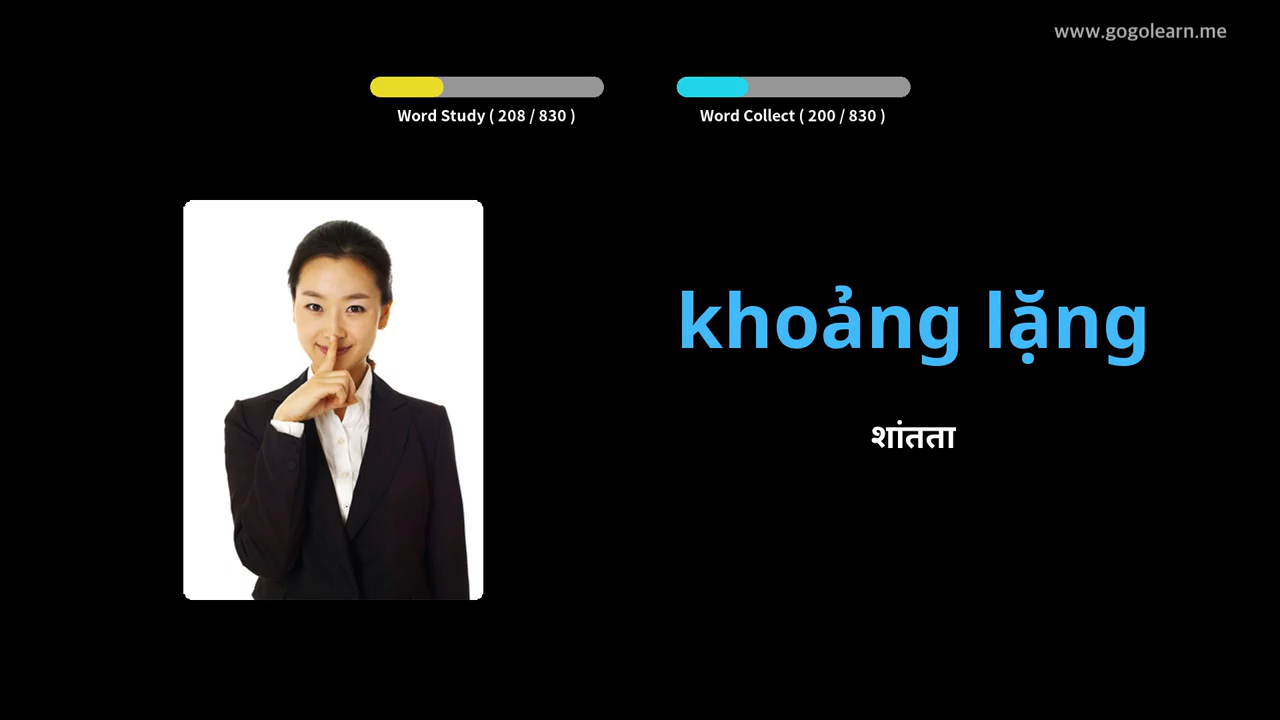 www.gogolearn.me
Word Study ( 208 / 830 )
Word Collect ( 200 / 830 )
khoảng lặng
शांतता